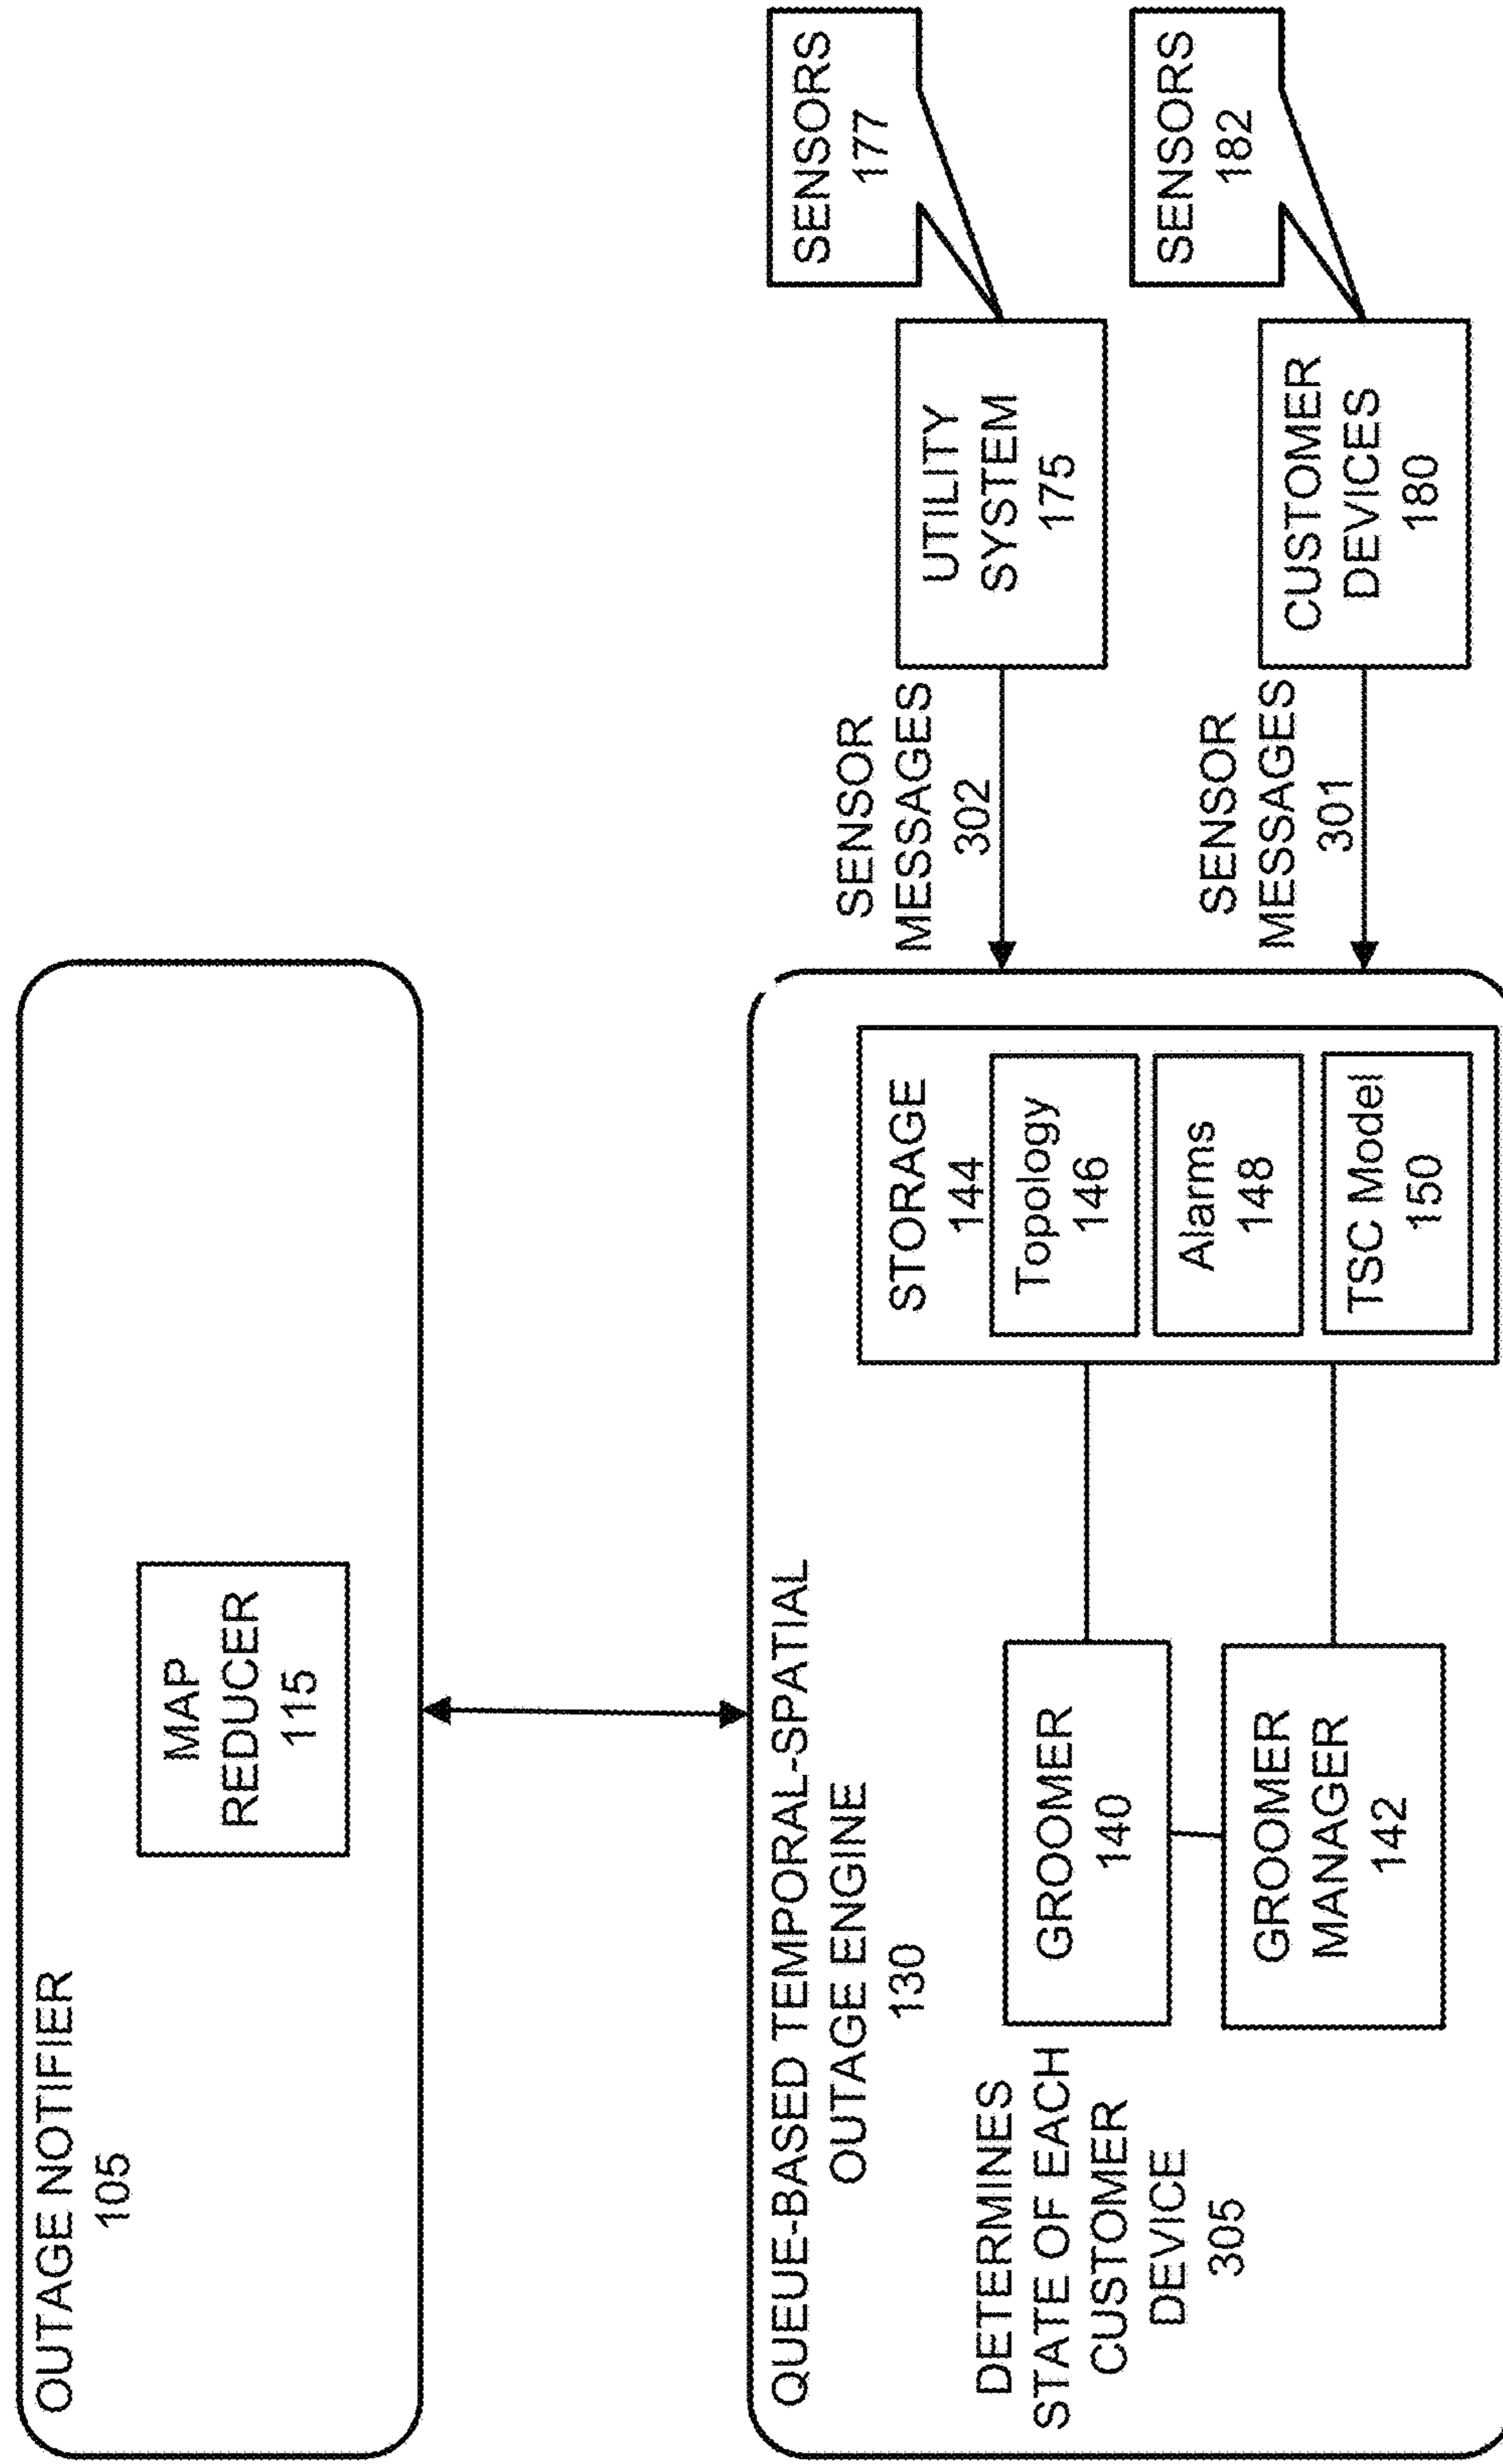 OUTAGE NOTIFIER
105
MAP
REDUCER
115
QUEUE-BASED TEMPORAL-SPATIAL
OUTAGE ENGINE
130
DETERMINES
STATE OF EACH
CUSTOMER
DEVICE
305
GROOMER
140
GROOMER
MANAGER
142
STORAGE
144
Topology
146
Alarms
148
TSC Model
150
SENSOR
MESSAGES
302
SENSOR
MESSAGES
301
UTILITY
SYSTEM
175
CUSTOMER
DEVICES
180
SENSORS
177
SENSORS
182